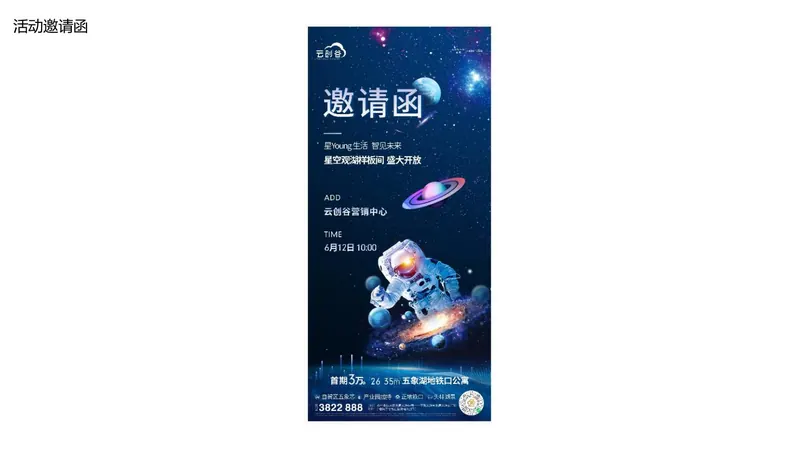 活动邀请函
云创谷
邀请函
星Young生活 智见未来
星空观湖样板间 盛大开放
ADD
云创谷营销中心
TIME
6月12日 10:00
首期3万 26 35㎡ 五象湖地铁口公寓
3822 888